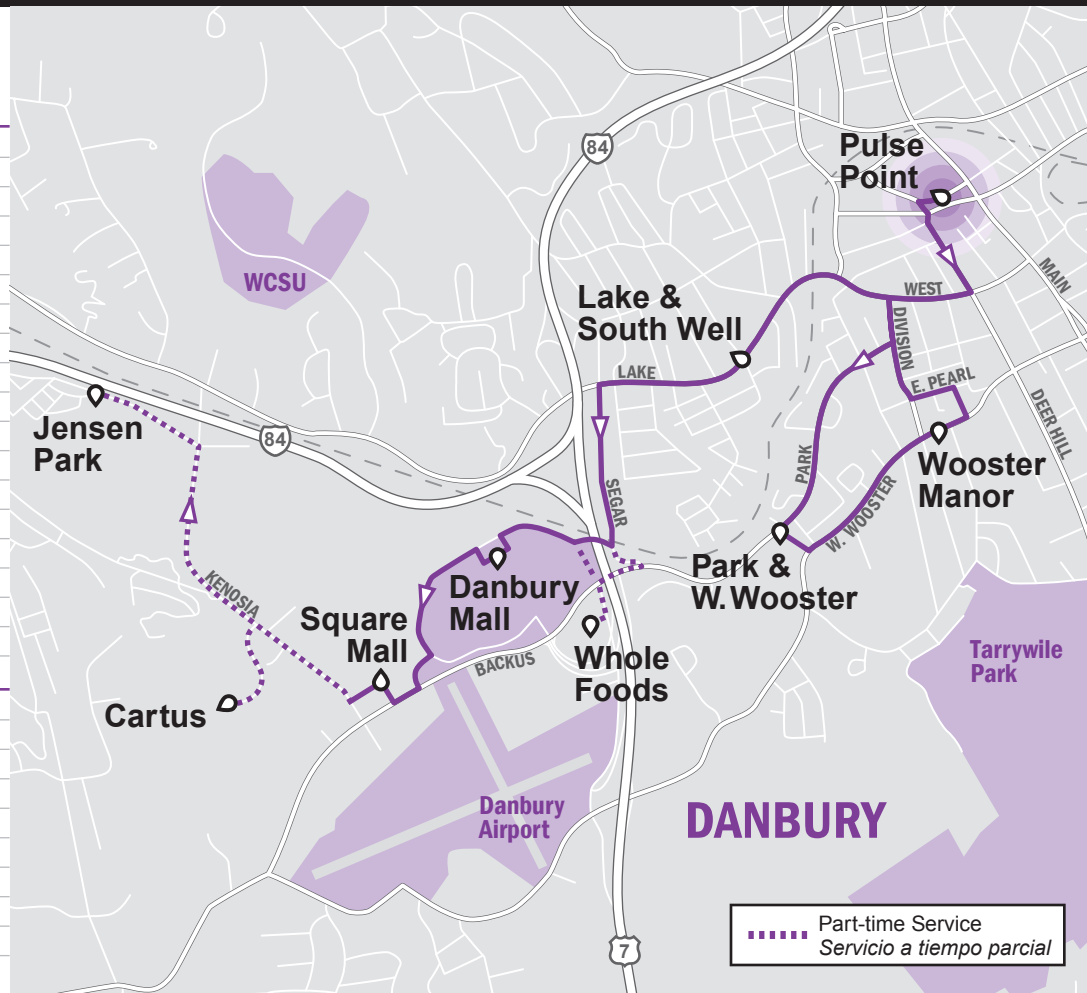 84
Pulse
Point
WCSU
MAIN
WEST
Lake &
South Well
DIVISION
LAKE
E. PEARL
DEER HILL
Jensen
Park
84
PARK
Wooster
Manor
SEGAR
W. WOOSTER
Park &
W. Wooster
Danbury
Mall
KENOSIA
Square
Mall
BACKUS
Whole
Foods
Tarrywile
Park
Cartus
Danbury
Airport
DANBURY
Part-time Service
Servicio a tiempo parcial
7